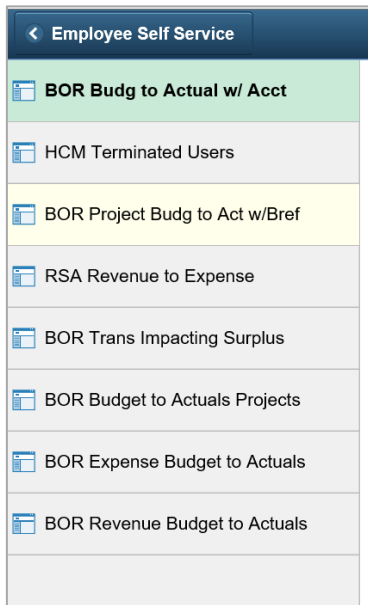 Employee Self Service
BOR Budg to Actual w/ Acct
HCM Terminated Users
BOR Project Budg to Act w/Bref
RSA Revenue to Expense
BOR Trans Impacting Surplus
BOR Budget to Actuals Projects
BOR Expense Budget to Actuals
BOR Revenue Budget to Actuals